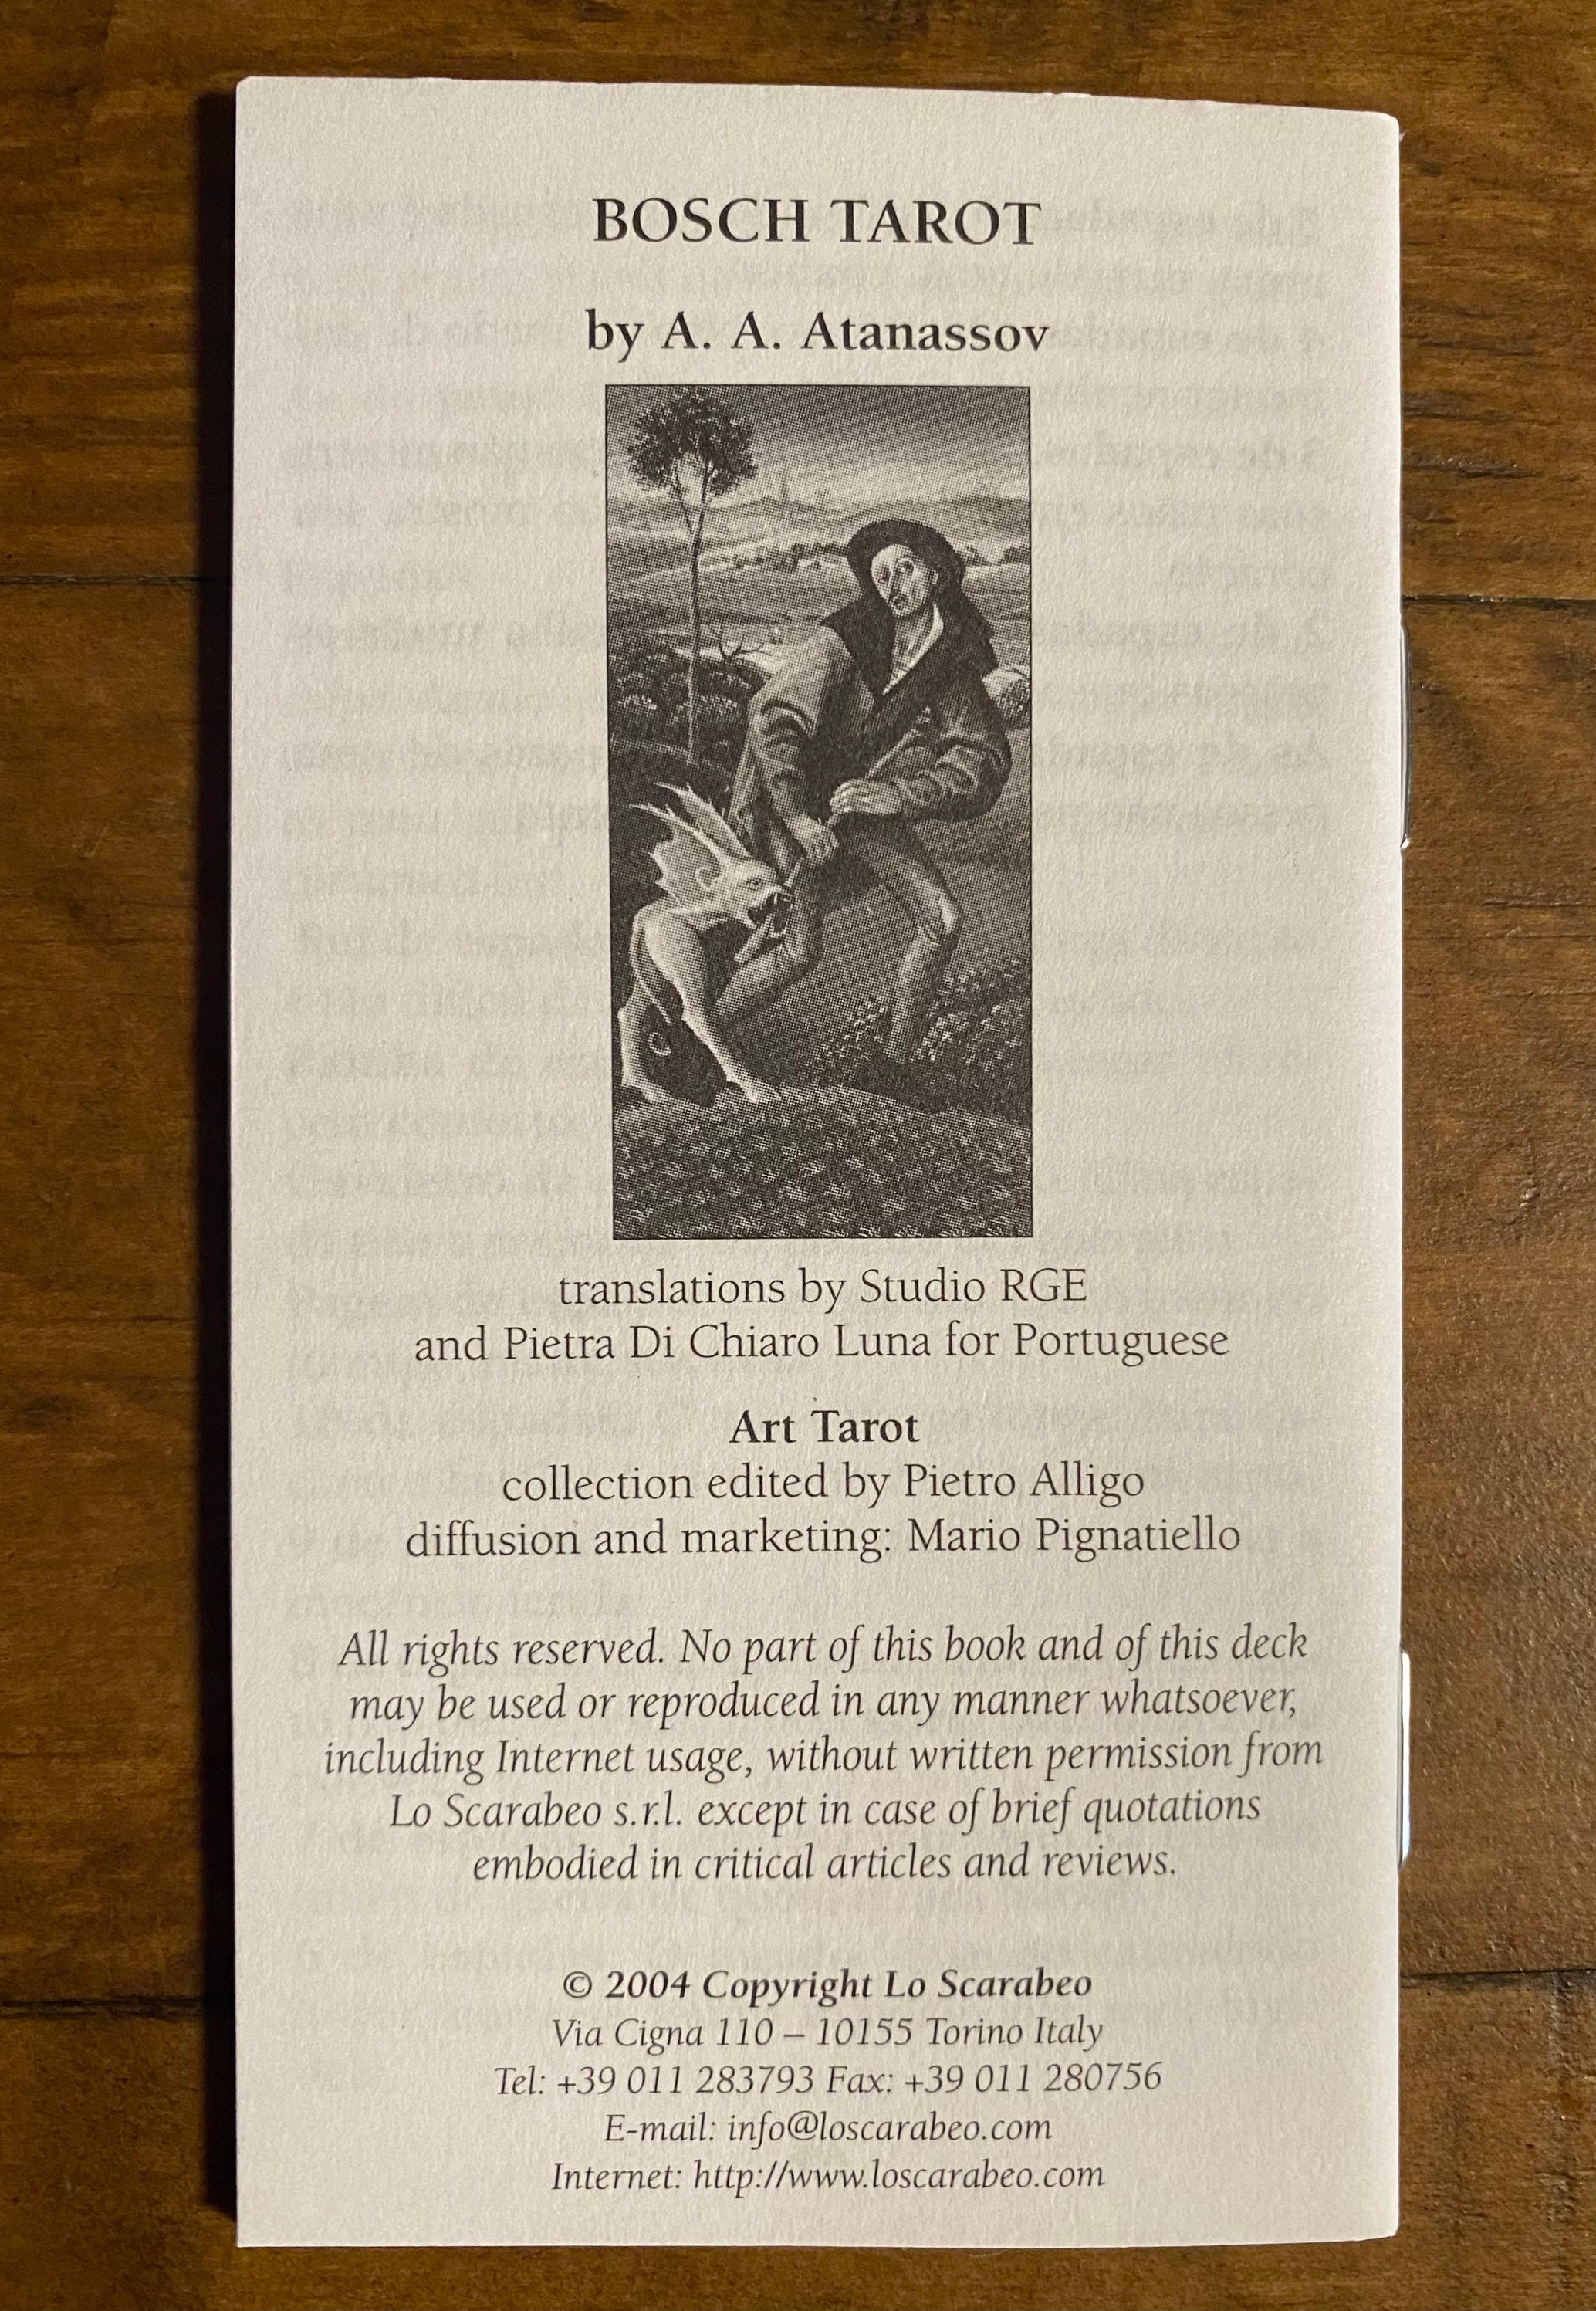 BOSCH TAROT
by A. A. Atanassov
translations by Studio RGE
and Pietra Di Chiaro Luna for Portuguese
Art Tarot
collection edited by Pietro Alligo
diffusion and marketing: Mario Pignatiello
All rights reserved. No part of this book and of this deck
may be used or reproduced in any manner whatsoever,
including Internet usage, without written permission from
Lo Scarabeo s.r.l. except in case of brief quotations
embodied in critical articles and reviews.
© 2004 Copyright Lo Scarabeo
Via Cigna 110 – 10155 Torino Italy
Tel: +39 011 283793 Fax: +39 011 280756
E-mail: info@loscarabeo.com
Internet: http://www.loscarabeo.com